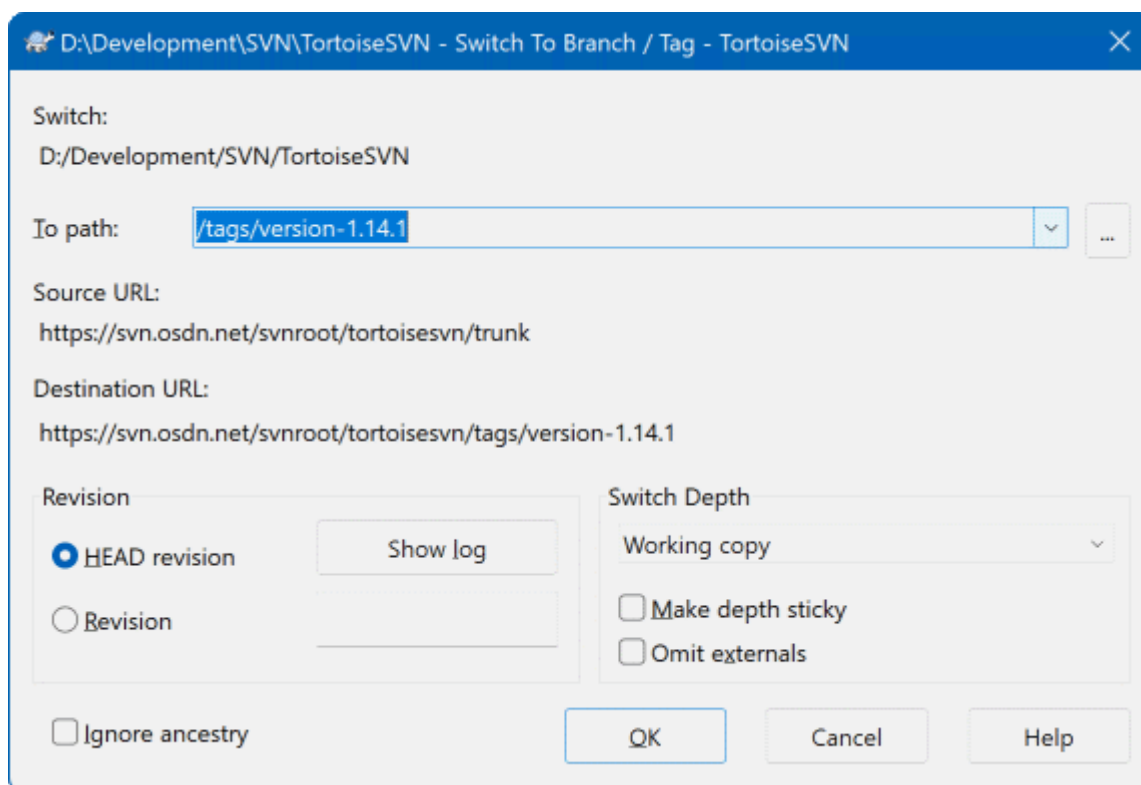 D:\Development\SVN\TortoiseSVN - Switch To Branch / Tag - TortoiseSVN
Switch:
D:/Development/SVN/TortoiseSVN
To path:
/tags/version-1.14.1
...
Source URL:
https://svn.osdn.net/svnroot/tortoisesvn/trunk
Destination URL:
https://svn.osdn.net/svnroot/tortoisesvn/tags/version-1.14.1
Revision
HEAD revision
Show log
Revision
Switch Depth
Working copy
Make depth sticky
Omit externals
Ignore ancestry
OK
Cancel
Help